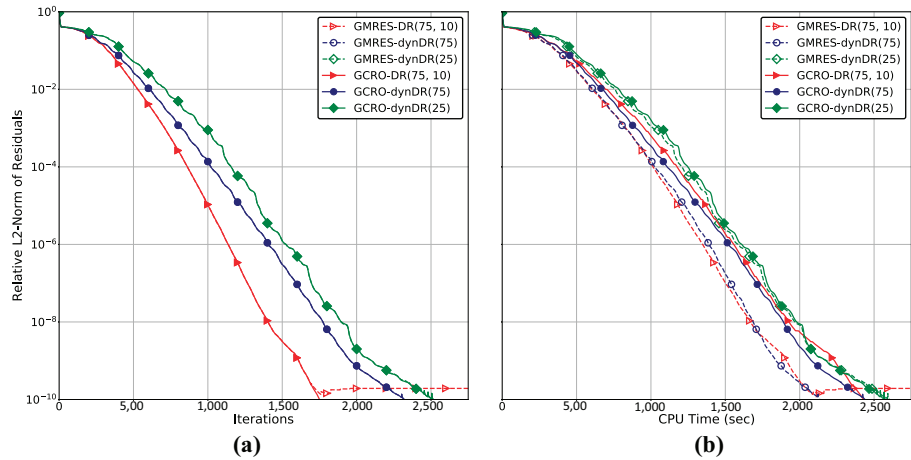 GMRES-DR(75, 10)
GMRES-dynDR(75)
GMRES-dynDR(25)
GCRO-DR(75, 10)
GCRO-dynDR(75)
GCRO-dynDR(25)
Relative L2-Norm of Residuals
10^0
10^-2
10^-4
10^-6
10^-8
10^-10
0 500 1,000 1,500 2,000 2,500
Iterations
(a)
GMRES-DR(75, 10)
GMRES-dynDR(75)
GMRES-dynDR(25)
GCRO-DR(75, 10)
GCRO-dynDR(75)
GCRO-dynDR(25)
0 500 1,000 1,500 2,000 2,500
CPU Time (sec)
(b)